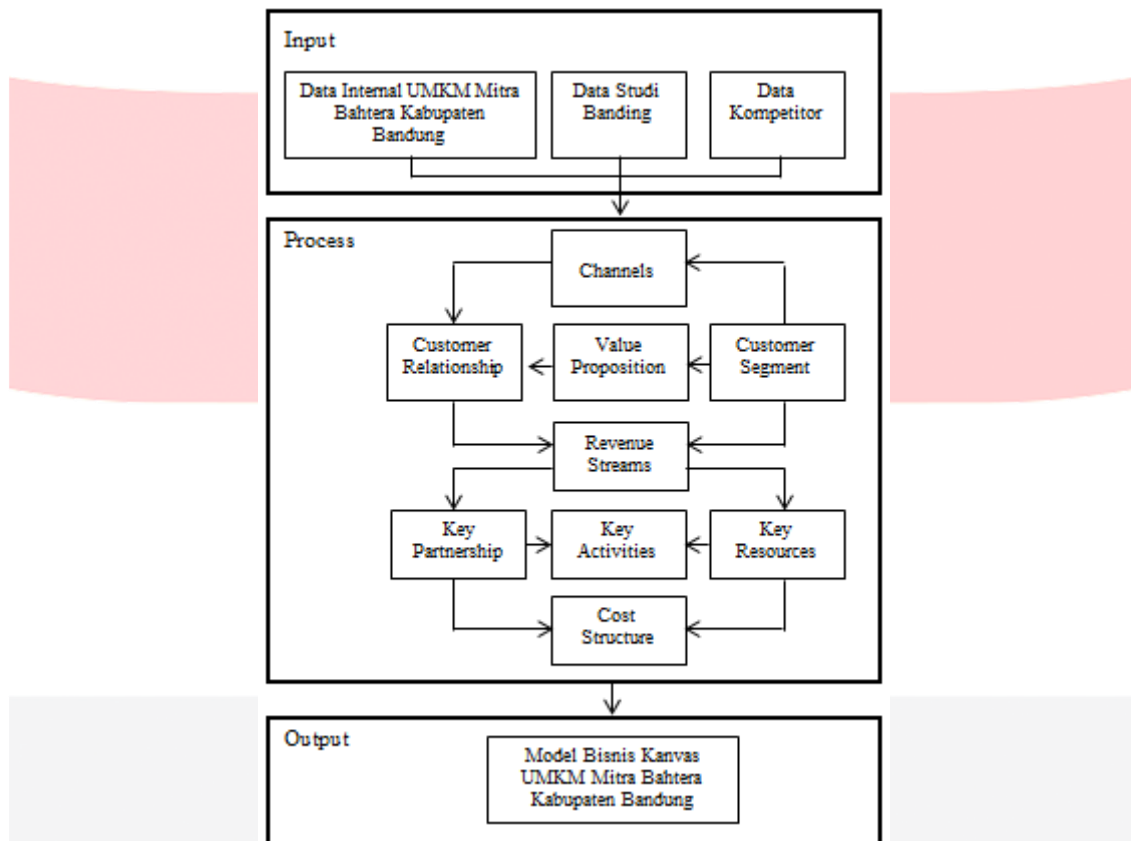 Input
Data Internal UMKM Mitra
Bahtera Kabupaten
Bandung
Data Studi
Banding
Data
Kompetitor
Process
Channels
Customer
Relationship
Value
Proposition
Customer
Segment
Revenue
Streams
Key
Partnership
Key
Activities
Key
Resources
Cost
Structure
Output
Model Bisnis Kanvas
UMKM Mitra Bahtera
Kabupaten Bandung